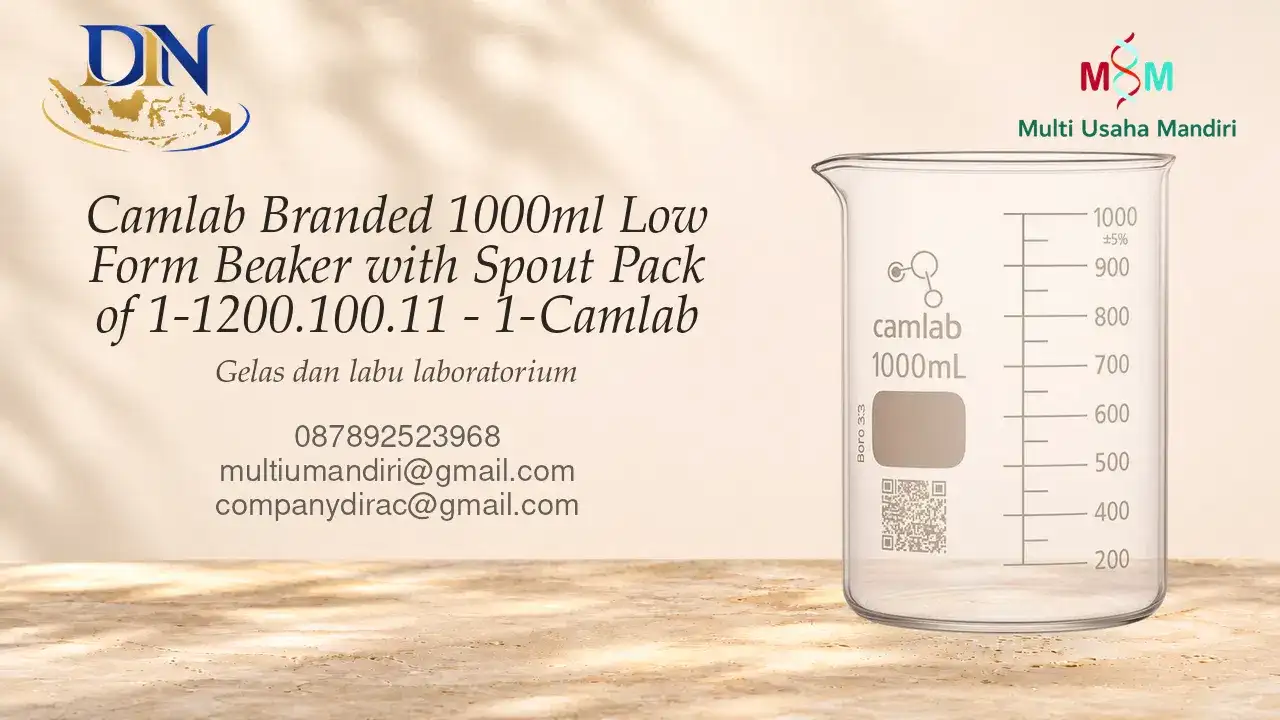 DIN
MSM
Multi Usaha Mandiri
Camlab Branded 1000ml Low
Form Beaker with Spout Pack
of 1-1200.100.11 - 1-Camlab
Gelas dan labu laboratorium
087892523968
multiumandiri@gmail.com
companydirac@gmail.com
camlab
1000mL
Boro 3.3
1000
±5%
900
800
700
600
500
400
200